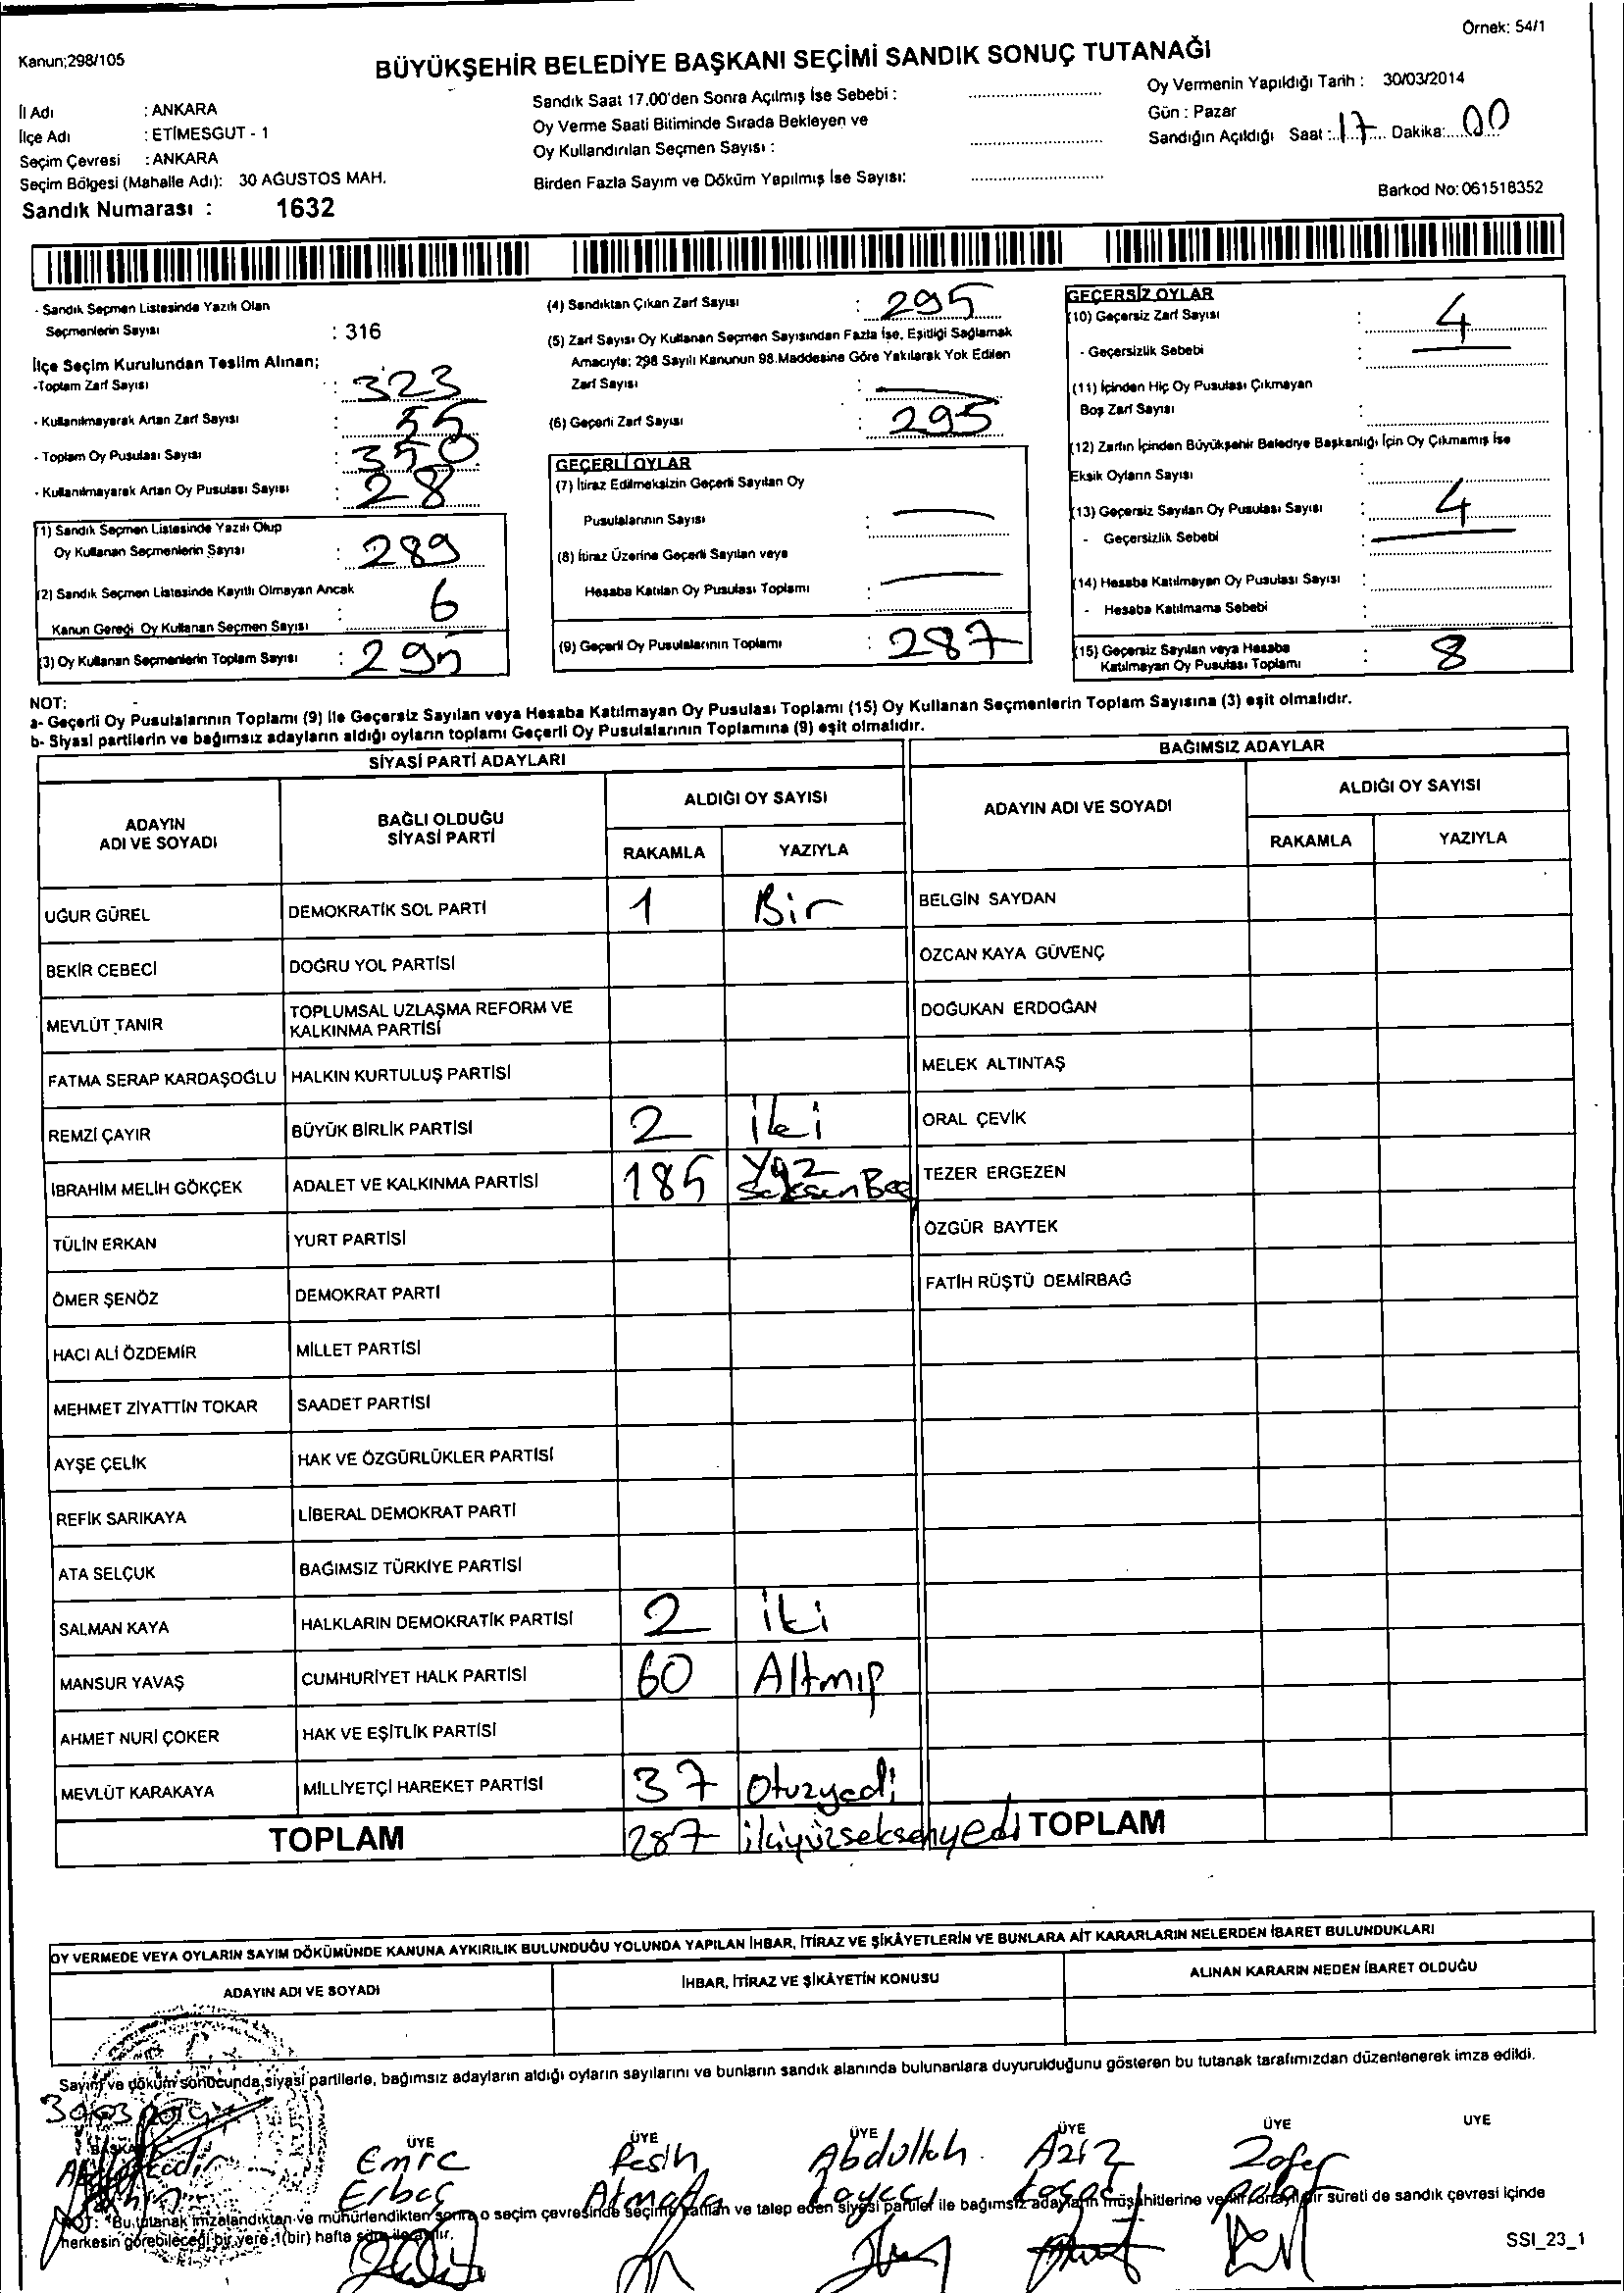 Örnek: 54/1
Kanun;298/105
BÜYÜKŞEHİR BELEDİYE BAŞKANI SEÇİMİ SANDIK SONUÇ TUTANAĞI
İl Adı : ANKARA
İlçe Adı : ETİMESGUT - 1
Seçim Çevresi : ANKARA
Seçim Bölgesi (Mahalle Adı): 30 AGUSTOS MAH.
Sandık Numarası : 1632
Sandık Saat 17.00'den Sonra Açılmış İse Sebebi :
Oy Verme Saati Bitiminde Sırada Bekleyen ve
Oy Kullandırılan Seçmen Sayısı :
Birden Fazla Sayım ve Döküm Yapılmış İse Sayısı:
Oy Vermenin Yapıldığı Tarih : 30/03/2014
Gün : Pazar
Sandığın Açıldığı Saat : 17 Dakika: 00
Barkod No: 061518352
- Sandık Seçmen Listesinde Yazılı Olan
Seçmenlerin Sayısı : 316
İlçe Seçim Kurulundan Teslim Alınan;
-Toplam Zarf Sayısı : 323
- Kullanılmayarak Artan Zarf Sayısı :
- Toplam Oy Pusulası Sayısı : 350
- Kullanılmayarak Artan Oy Pusulası Sayısı : 28
(1) Sandık Seçmen Listesinde Yazılı Olup
Oy Kullanan Seçmenlerin Sayısı : 289
(2) Sandık Seçmen Listesinde Kayıtlı Olmayan Ancak
Kanun Gereği Oy Kullanan Seçmen Sayısı : 6
(3) Oy Kullanan Seçmenlerin Toplam Sayısı : 295
(4) Sandıktan Çıkan Zarf Sayısı : 295
(5) Zarf Sayısı Oy Kullanan Seçmen Sayısından Fazla İse, Eşitliği Sağlamak
Amacıyla; 298 Sayılı Kanunun 98.Maddesine Göre Yakılarak Yok Edilen
Zarf Sayısı : —
(6) Geçerli Zarf Sayısı : 295
GEÇERLİ OYLAR
(7) İtiraz Edilmeksizin Geçerli Sayılan Oy
Pusulalarının Sayısı : —
(8) İtiraz Üzerine Geçerli Sayılan veya
Hesaba Katılan Oy Pusulası Toplamı : —
(9) Geçerli Oy Pusulalarının Toplamı : 287
GEÇERSİZ OYLAR
(10) Geçersiz Zarf Sayısı : 4
- Geçersizlik Sebebi : —
(11) İçinden Hiç Oy Pusulası Çıkmayan
Boş Zarf Sayısı :
(12) Zarfın İçinden Büyükşehir Belediye Başkanlığı İçin Oy Çıkmamış İse
Eksik Oyların Sayısı :
(13) Geçersiz Sayılan Oy Pusulası Sayısı : 4
- Geçersizlik Sebebi : —
(14) Hesaba Katılmayan Oy Pusulası Sayısı :
- Hesaba Katılmama Sebebi :
(15) Geçersiz Sayılan veya Hesaba
Katılmayan Oy Pusulası Toplamı : 8
NOT:
a- Geçerli Oy Pusulalarının Toplamı (9) ile Geçersiz Sayılan veya Hesaba Katılmayan Oy Pusulası Toplamı (15) Oy Kullanan Seçmenlerin Toplam Sayısına (3) eşit olmalıdır.
b- Siyasi partilerin ve bağımsız adayların aldığı oyların toplamı Geçerli Oy Pusulalarının Toplamına (9) eşit olmalıdır.
SİYASİ PARTİ ADAYLARI
ADAYIN ADI VE SOYADI
BAĞLI OLDUĞU SİYASİ PARTİ
ALDIĞI OY SAYISI
RAKAMLA YAZIYLA
UĞUR GÜREL DEMOKRATİK SOL PARTİ 1 Bir
BEKİR CEBECİ DOĞRU YOL PARTİSİ
MEVLÜT TANIR TOPLUMSAL UZLAŞMA REFORM VE
KALKINMA PARTİSİ
FATMA SERAP KARDAŞOĞLU HALKIN KURTULUŞ PARTİSİ
REMZİ ÇAYIR BÜYÜK BİRLİK PARTİSİ 2 iki
İBRAHİM MELİH GÖKÇEK ADALET VE KALKINMA PARTİSİ 185 Yüz SeksenBeş
TÜLİN ERKAN YURT PARTİSİ
ÖMER ŞENÖZ DEMOKRAT PARTİ
HACI ALİ ÖZDEMİR MİLLET PARTİSİ
MEHMET ZİYATTİN TOKAR SAADET PARTİSİ
AYŞE ÇELİK HAK VE ÖZGÜRLÜKLER PARTİSİ
REFİK SARIKAYA LİBERAL DEMOKRAT PARTİ
ATA SELÇUK BAĞIMSIZ TÜRKİYE PARTİSİ
SALMAN KAYA HALKLARIN DEMOKRATİK PARTİSİ 2 iki
MANSUR YAVAŞ CUMHURİYET HALK PARTİSİ 60 Altmış
AHMET NURİ ÇOKER HAK VE EŞİTLİK PARTİSİ
MEVLÜT KARAKAYA MİLLİYETÇİ HAREKET PARTİSİ 37 Otuzyedi
TOPLAM 287 ikiyüzseksenyedi
BAĞIMSIZ ADAYLAR
ADAYIN ADI VE SOYADI
ALDIĞI OY SAYISI
RAKAMLA YAZIYLA
BELGİN SAYDAN
ÖZCAN KAYA GÜVENÇ
DOĞUKAN ERDOĞAN
MELEK ALTINTAŞ
ORAL ÇEVİK
TEZER ERGEZEN
ÖZGÜR BAYTEK
FATİH RÜŞTÜ DEMİRBAĞ
TOPLAM
OY VERMEDE VEYA OYLARIN SAYIM DÖKÜMÜNDE KANUNA AYKIRILIK BULUNDUĞU YOLUNDA YAPILAN İHBAR, İTİRAZ VE ŞİKÂYETLERİN VE BUNLARA AİT KARARLARIN NELERDEN İBARET BULUNDUKLARI
ADAYIN ADI VE SOYADI
İHBAR, İTİRAZ VE ŞİKÂYETİN KONUSU
ALINAN KARARIN NEDEN İBARET OLDUĞU
Sayım ve döküm sonucunda, siyasi partilerle, bağımsız adayların aldığı oyların sayılarını ve bunların sandık alanında bulunanlara duyurulduğunu gösteren bu tutanak tarafımızdan düzenlenerek imza edildi.
BAŞKAN ÜYE ÜYE ÜYE ÜYE ÜYE ÜYE
Emre Abdullah Aziz Zafer
NOT: Bu tutanak imzalandıktan ve mühürlendikten sonra o seçim çevresinde seçime katılan ve talep eden siyasi partiler ile bağımsız adayların müşahitlerine verilir onaylı bir sureti de sandık çevresi içinde
herkesin görebileceği bir yere 1(bir) hafta süre ile asılır.
SSI_23_1